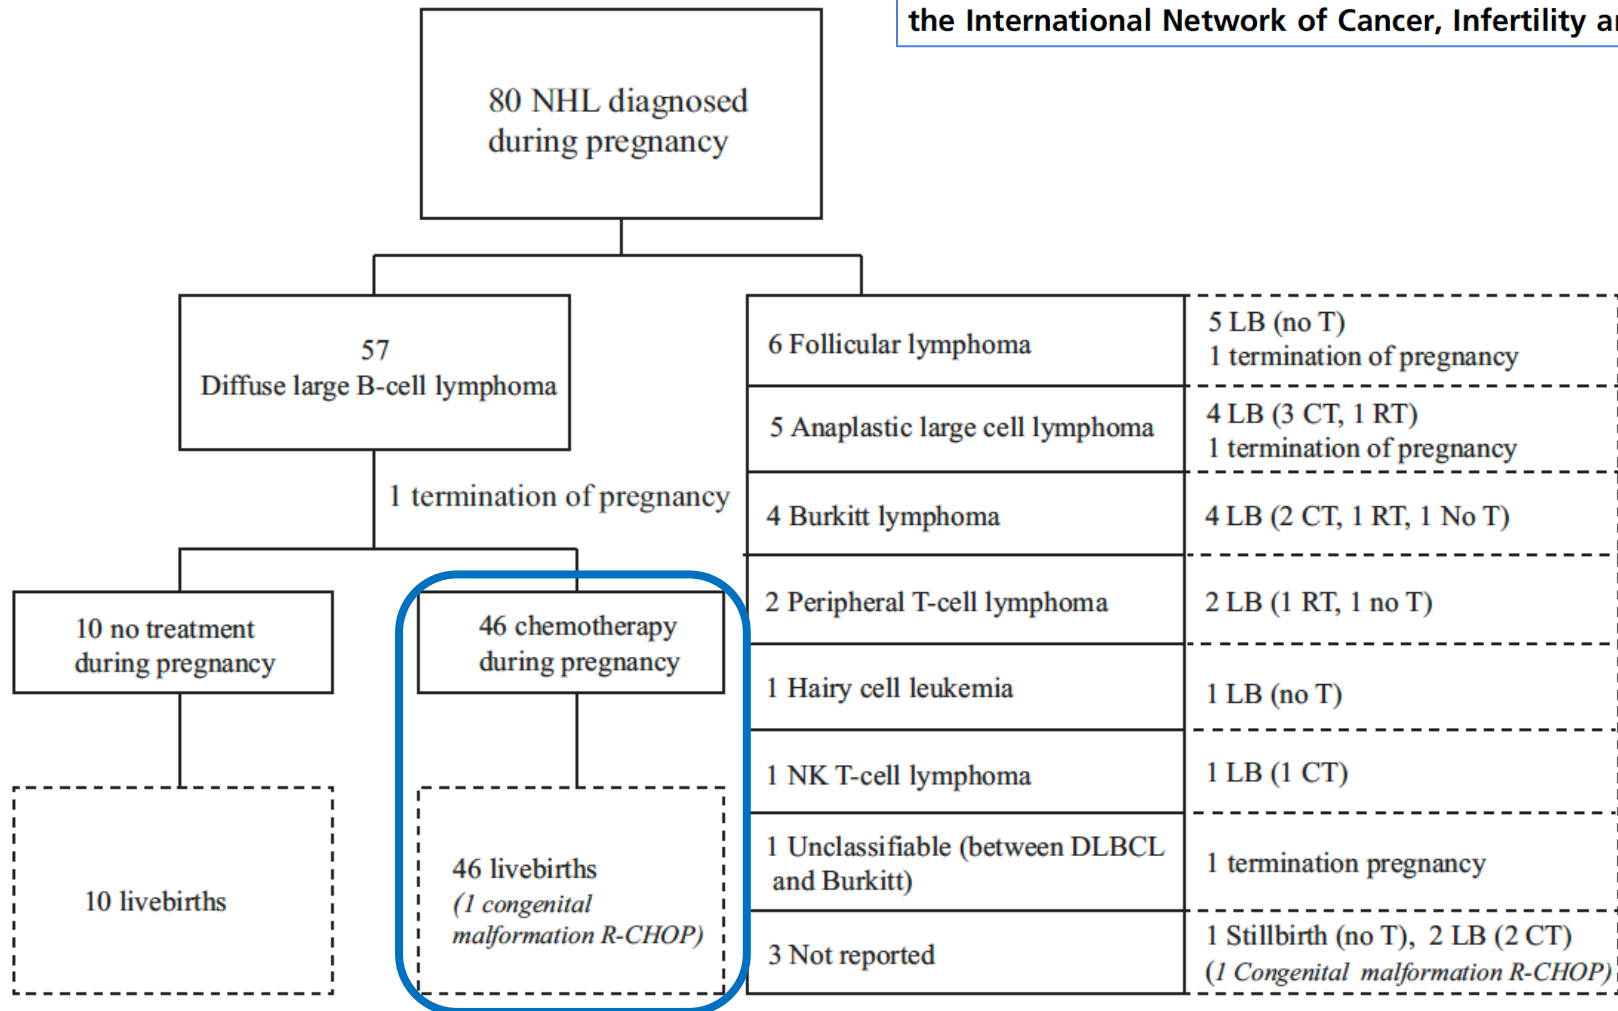 the International Network of Cancer, Infertility
80 NHL diagnosed
during pregnancy
57
Diffuse large B-cell lymphoma
1 termination of pregnancy
10 no treatment
during pregnancy
46 chemotherapy
during pregnancy
10 livebirths
46 livebirths
(1 congenital
malformation R-CHOP)
6 Follicular lymphoma
5 LB (no T)
1 termination of pregnancy
5 Anaplastic large cell lymphoma
4 LB (3 CT, 1 RT)
1 termination of pregnancy
4 Burkitt lymphoma
4 LB (2 CT, 1 RT, 1 No T)
2 Peripheral T-cell lymphoma
2 LB (1 RT, 1 no T)
1 Hairy cell leukemia
1 LB (no T)
1 NK T-cell lymphoma
1 LB (1 CT)
1 Unclassifiable (between DLBCL
and Burkitt)
1 termination pregnancy
3 Not reported
1 Stillbirth (no T), 2 LB (2 CT)
(1 Congenital malformation R-CHOP)